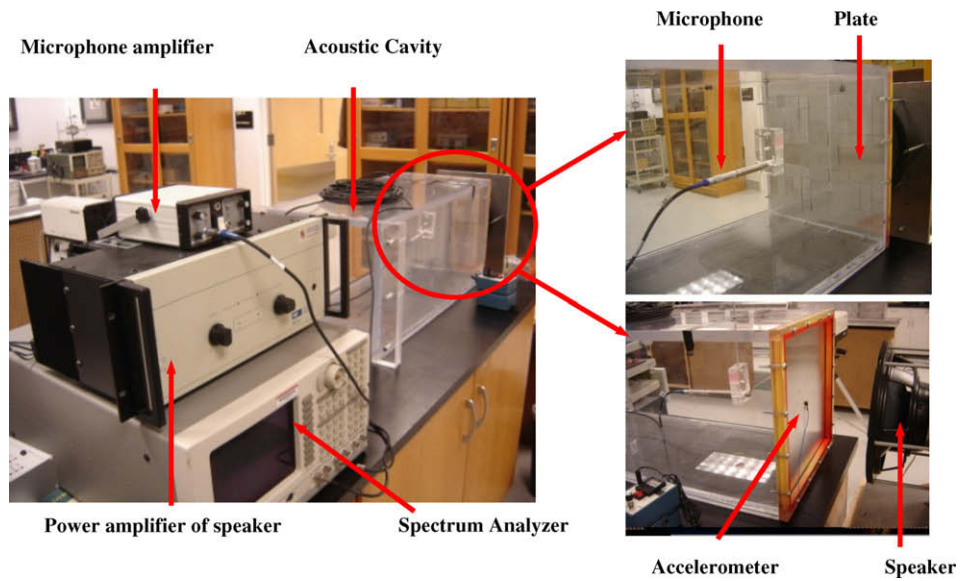 Microphone amplifier
Acoustic Cavity
Microphone
Plate
Power amplifier of speaker
Spectrum Analyzer
Accelerometer
Speaker